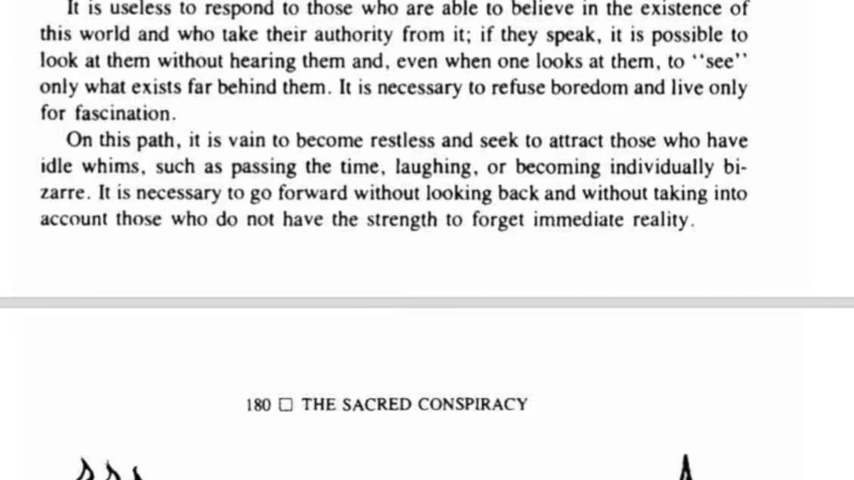 It is useless to respond to those who are able to believe in the existence of
this world and who take their authority from it; if they speak, it is possible to
look at them without hearing them and, even when one looks at them, to ‘‘see’’
only what exists far behind them. It is necessary to refuse boredom and live only
for fascination.
On this path, it is vain to become restless and seek to attract those who have
idle whims, such as passing the time, laughing, or becoming individually bi-
zarre. It is necessary to go forward without looking back and without taking into
account those who do not have the strength to forget immediate reality.
180 □ THE SACRED CONSPIRACY